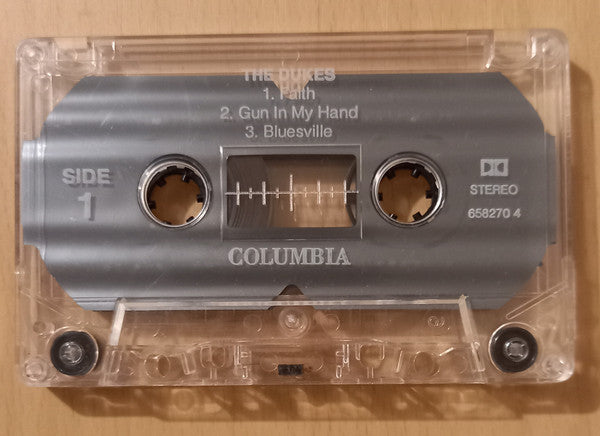 THE DUKES
1. Faith
2. Gun In My Hand
3. Bluesville
SIDE
1
STEREO
658270 4
COLUMBIA